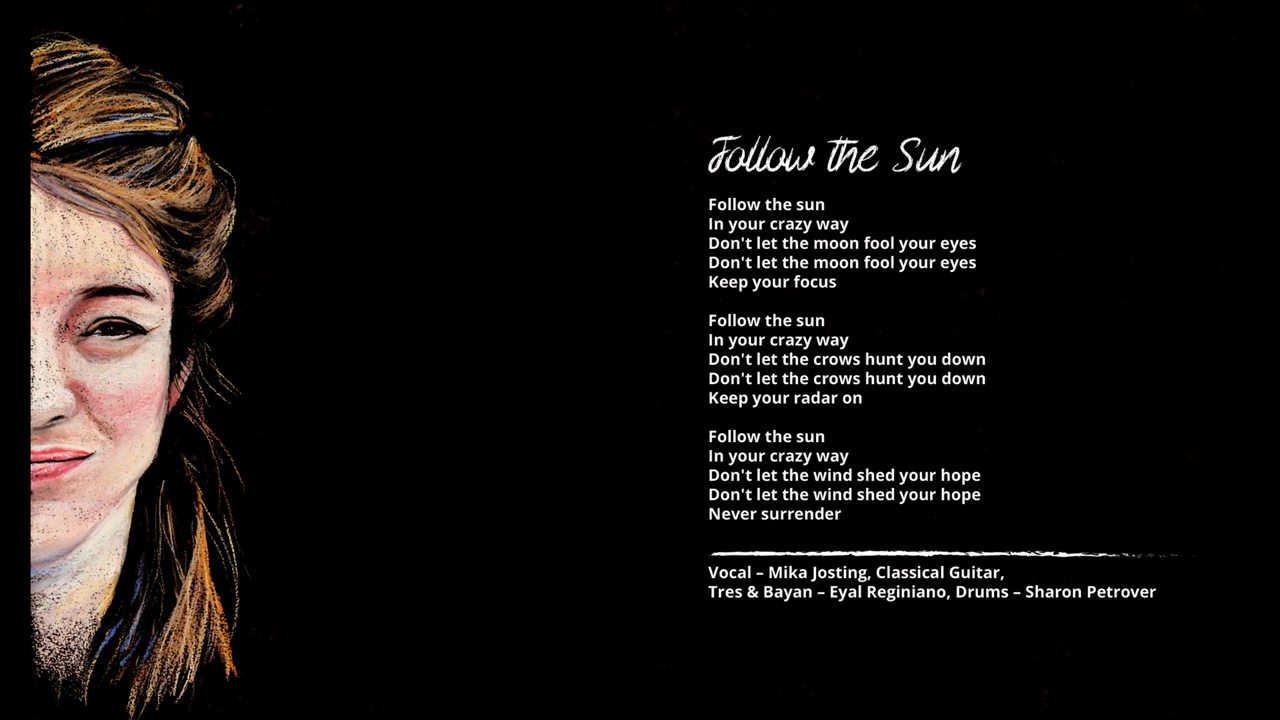 Follow the Sun
Follow the sun
In your crazy way
Don't let the moon fool your eyes
Don't let the moon fool your eyes
Keep your focus
Follow the sun
In your crazy way
Don't let the crows hunt you down
Don't let the crows hunt you down
Keep your radar on
Follow the sun
In your crazy way
Don't let the wind shed your hope
Don't let the wind shed your hope
Never surrender
Vocal – Mika Josting, Classical Guitar,
Tres & Bayan – Eyal Reginiano, Drums – Sharon Petrover